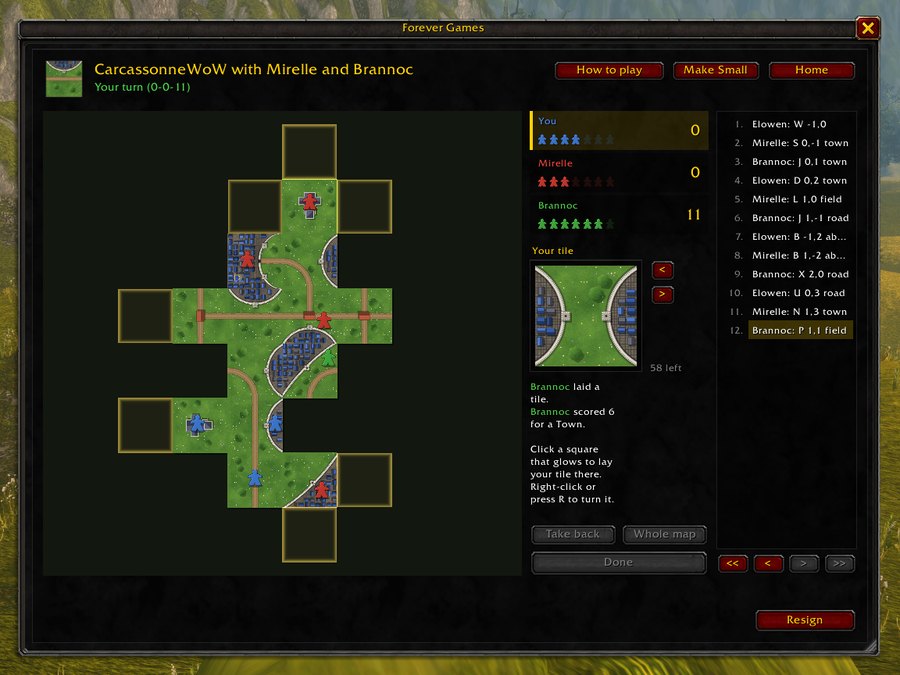 Forever Games
CarcassonneWoW with Mirelle and Brannoc
Your turn (0-0-11)
How to play
Make Small
Home
You
0
Mirelle
0
Brannoc
11
Your tile
<
>
58 left
Brannoc laid a
tile.
Brannoc scored 6
for a Town.
Click a square
that glows to lay
your tile there.
Right-click or
press R to turn it.
Take back
Whole map
Done
1. Elowen: W -1,0
2. Mirelle: S 0,-1 town
3. Brannoc: J 0,1 town
4. Elowen: D 0,2 town
5. Mirelle: L 1,0 field
6. Brannoc: J 1,-1 road
7. Elowen: B -1,2 ab...
8. Mirelle: B 1,-2 ab...
9. Brannoc: X 2,0 road
10. Elowen: U 0,3 road
11. Mirelle: N 1,3 town
12. Brannoc: P 1,1 field
<<
<
>
>>
Resign